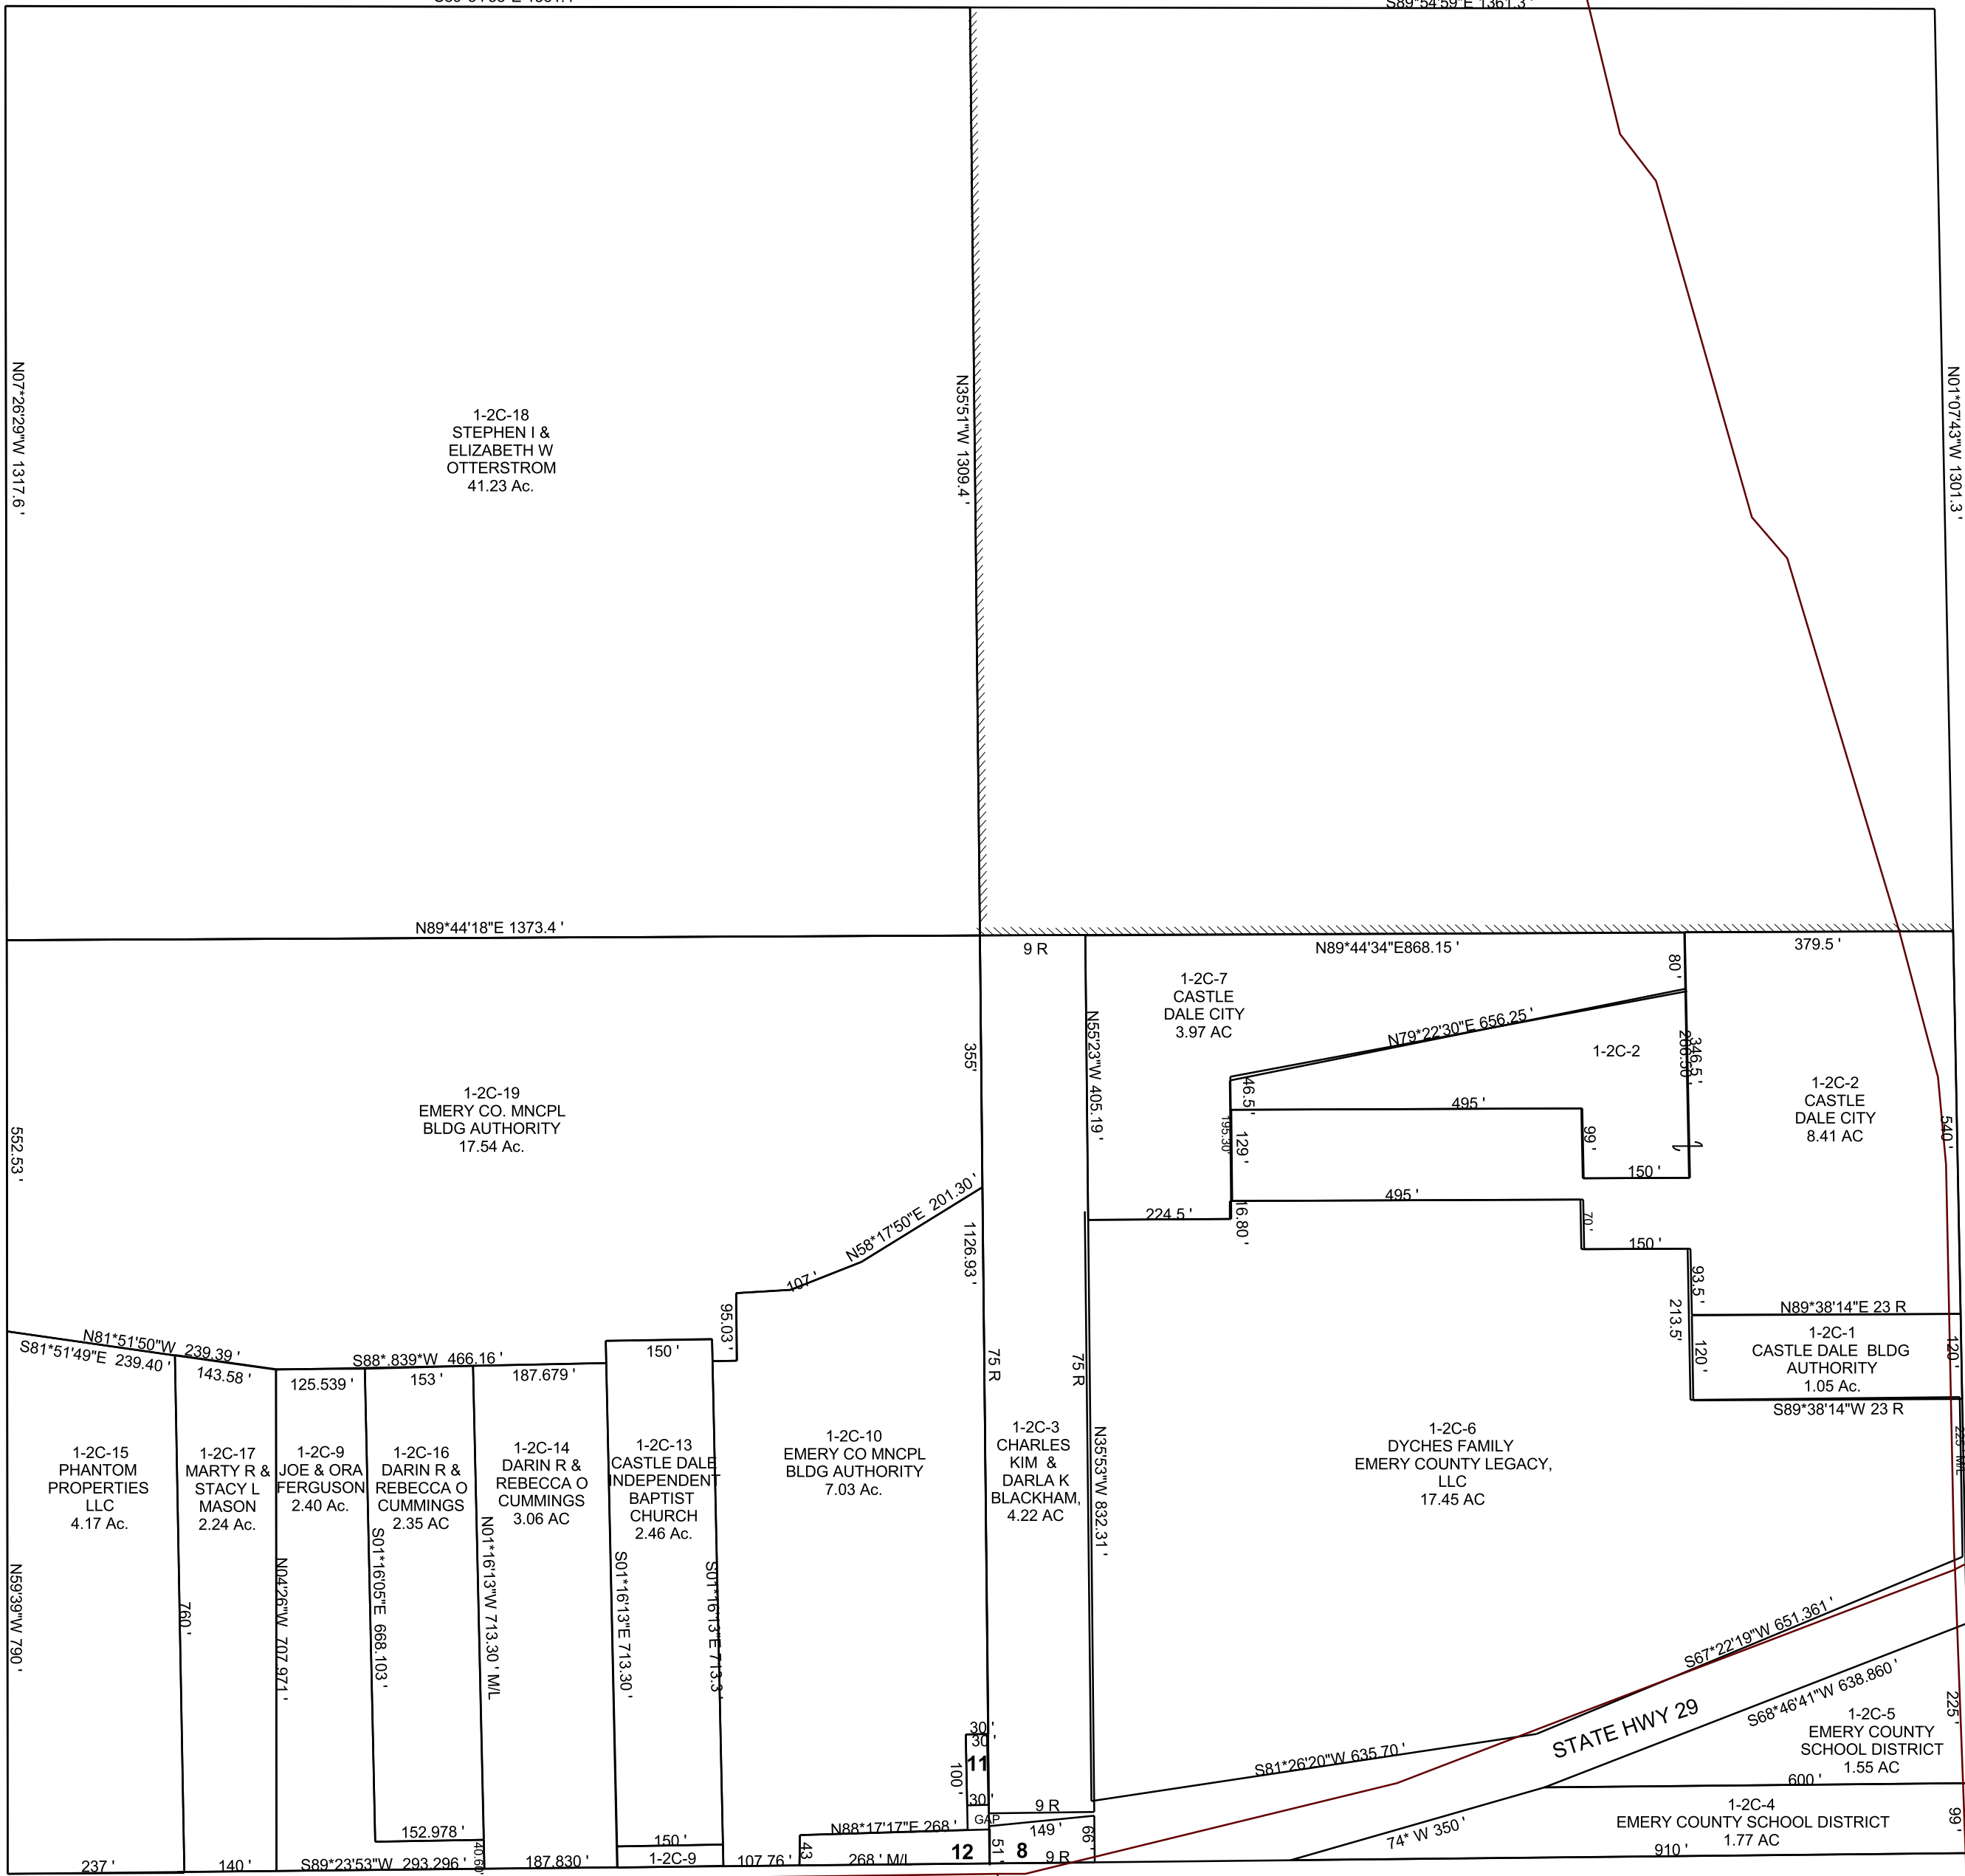 S89*54'59"E 1361.3 '
N07*26'29"W 1317.6 '
1-2C-18
STEPHEN I &
ELIZABETH W
OTTERSTROM
41.23 Ac.
N35'51"W 1309.4 '
N01*07'43"W 1301.3 '
N89*44'18"E 1373.4 '
9 R
N89*44'34"E868.15 '
379.5 '
80 '
1-2C-7
CASTLE
DALE CITY
3.97 AC
N55'23"W 405.19 '
N79*22'30"E 656.25 '
1-2C-2
266.50 '
346.5 '
1-2C-2
CASTLE
DALE CITY
8.41 AC
540 '
355'
1-2C-19
EMERY CO. MNCPL
BLDG AUTHORITY
17.54 Ac.
552.53 '
46.5 '
495 '
195.30'
129 '
99 '
150 '
495 '
16.80 '
224.5 '
70 '
150 '
N58*17'50"E  201.30 '
1126.93 '
107 '
95.03 '
93.5 '
213.5'
N89*38'14"E 23 R
1-2C-1
CASTLE DALE  BLDG
AUTHORITY
1.05 Ac.
120 '
120 '
S89*38'14"W 23 R
225' M/L
N81*51'50"W  239.39 '
S81*51'49"E  239.40 '
143.58 '
S88*.839*W  466.16 '
125.539 '
153 '
187.679 '
150 '
75 R
75 R
1-2C-15
PHANTOM
PROPERTIES
LLC
4.17 Ac.
1-2C-17
MARTY R &
STACY L
MASON
2.24 Ac.
1-2C-9
JOE & ORA
FERGUSON
2.40 Ac.
1-2C-16
DARIN R &
REBECCA O
CUMMINGS
2.35 AC
1-2C-14
DARIN R &
REBECCA O
CUMMINGS
3.06 AC
1-2C-13
CASTLE DALE
INDEPENDENT
BAPTIST
CHURCH
2.46 Ac.
1-2C-10
EMERY CO MNCPL
BLDG AUTHORITY
7.03 Ac.
1-2C-3
CHARLES
KIM  &
DARLA K
BLACKHAM,
4.22 AC
N35'53"W 832.31 '
1-2C-6
DYCHES FAMILY
EMERY COUNTY LEGACY,
LLC
17.45 AC
N59'39"W 790 '
760 '
N04'26"W  707.971 '
S01*16'05"E  668.103 '
N01*16'13"W 713.30 ' M/L
S01*16'13"E 713.30 '
S01*16'13"E 713.3 '
S67*22'19"W 651.361 '
S68*46'41"W 638.860 '
STATE HWY 29
S81*26'20"W 635.70 '
225 '
1-2C-5
EMERY COUNTY
SCHOOL DISTRICT
1.55 AC
600 '
30 '
30 '
11
100 '
30 '
GAP
9 R
149 '
66 '
74* W 350 '
1-2C-4
EMERY COUNTY SCHOOL DISTRICT
1.77 AC
99 '
910 '
N88*17'17"E 268 '
43 '
268 ' M/L
12
51 '
8
9 R
152.978 '
40.60'
150 '
237 '
140 '
S89*23'53"W  293.296 '
187.830 '
1-2C-9
107.76 '